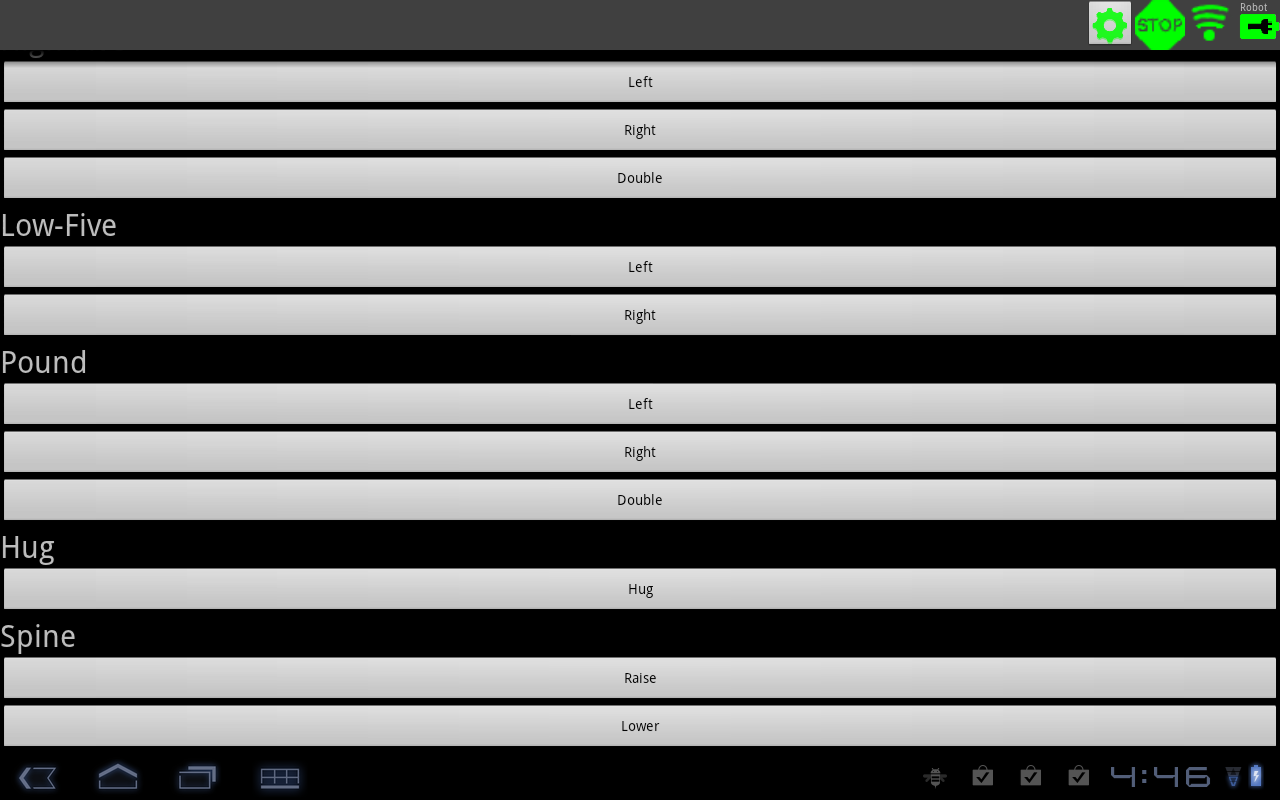 Robot
STOP
Left
Right
Double
Low-Five
Left
Right
Pound
Left
Right
Double
Hug
Hug
Spine
Raise
Lower
4:46